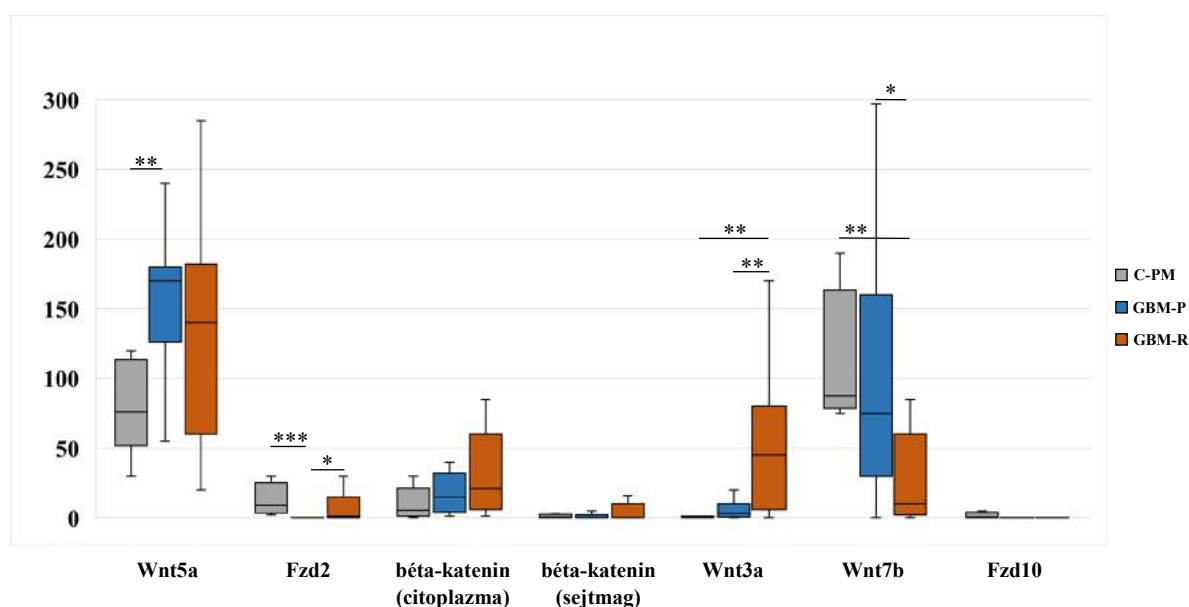 300
250
200
150
100
50
0
**
***
*
**
**
**
*
C-PM
GBM-P
GBM-R
Wnt5a
Fzd2
béta-katenin
(citoplazma)
béta-katenin
(sejtmag)
Wnt3a
Wnt7b
Fzd10